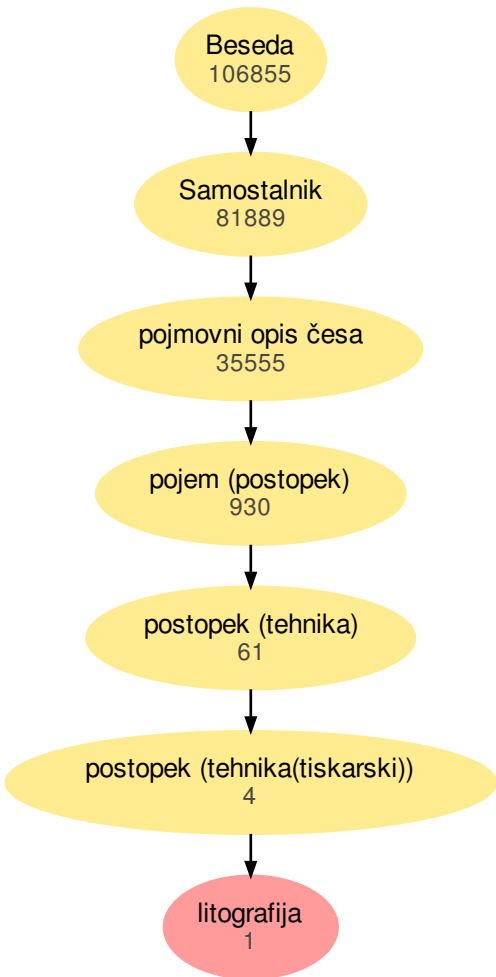 Beseda
106855
Samostalnik
81889
pojmovni opis česa
35555
pojem (postopek)
930
postopek (tehnika)
61
postopek (tehnika(tiskarski))
4
litografija
1